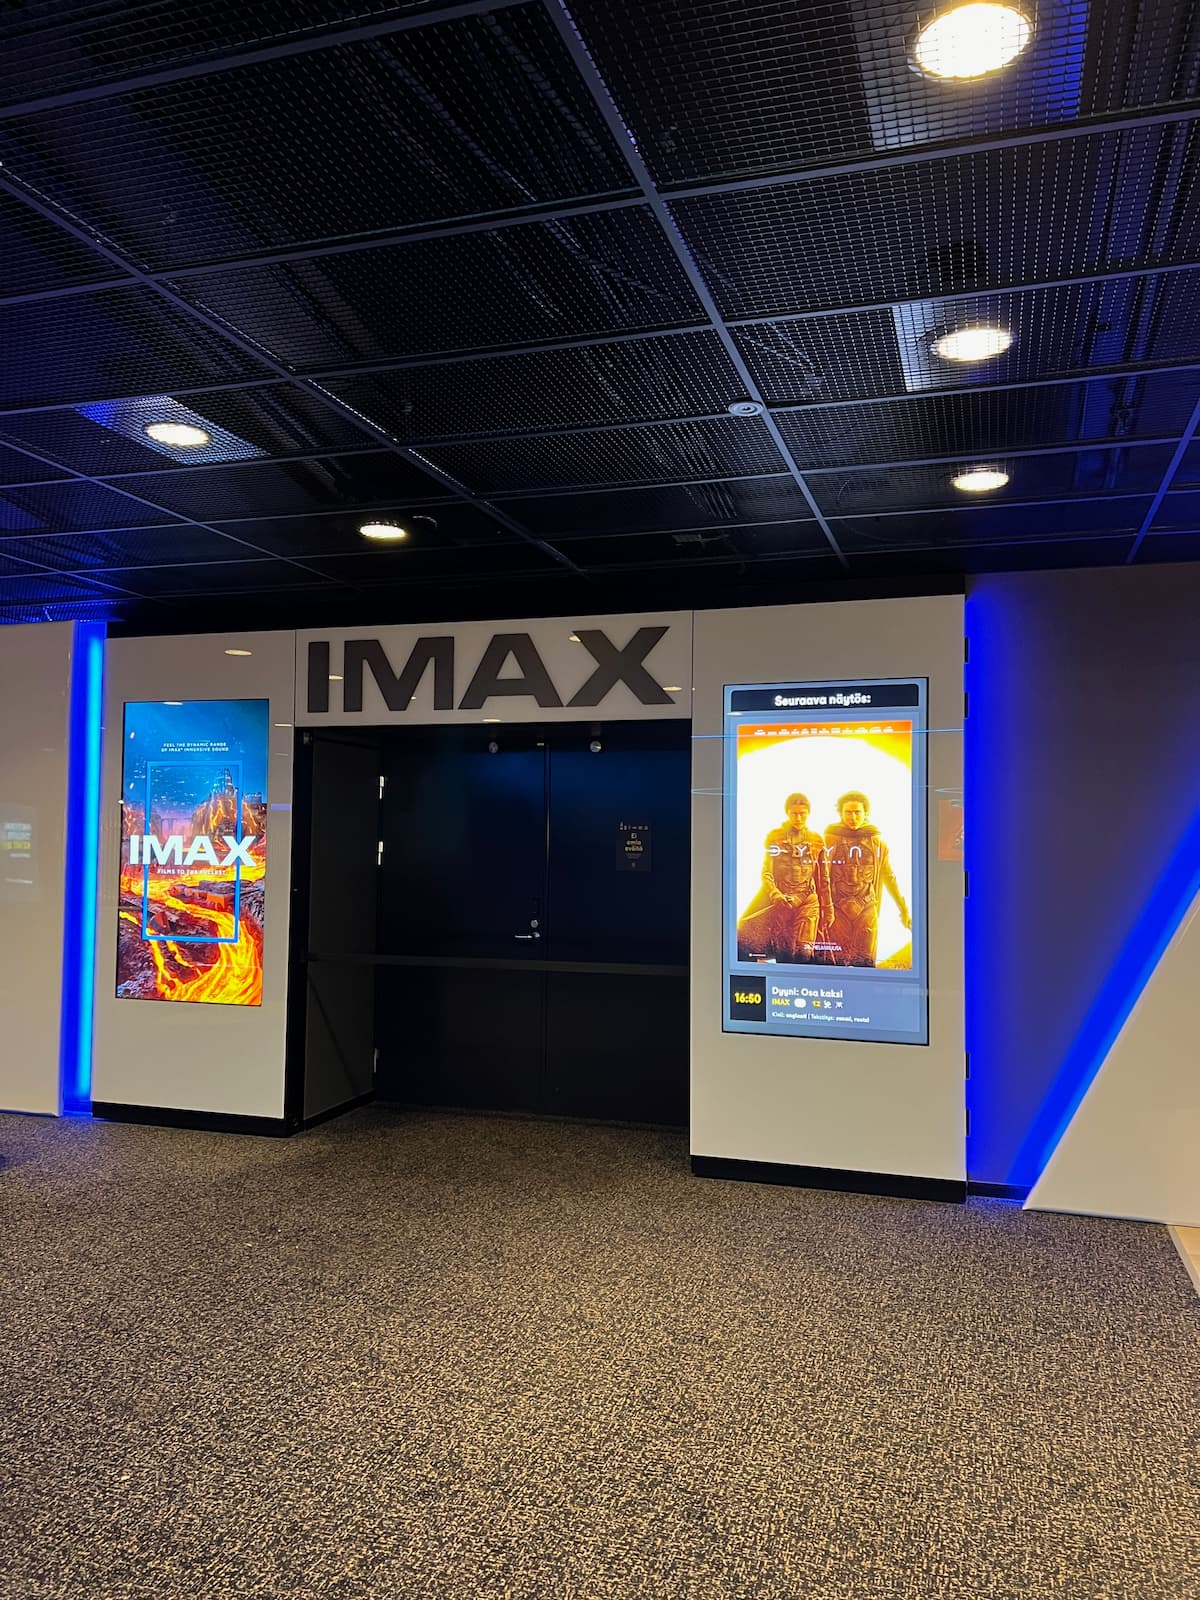 IMAX
FEEL THE DYNAMIC RANGE
OF IMAX® IMMERSIVE SOUND
IMAX
FILMS TO THE FULLEST
Ei
omia
eväitä
Seuraava näytös:
DYYNI
16:50
Dyyni: Osa kaksi
IMAX 12
Kieli: englanti | Tekstitys: suomi, ruotsi